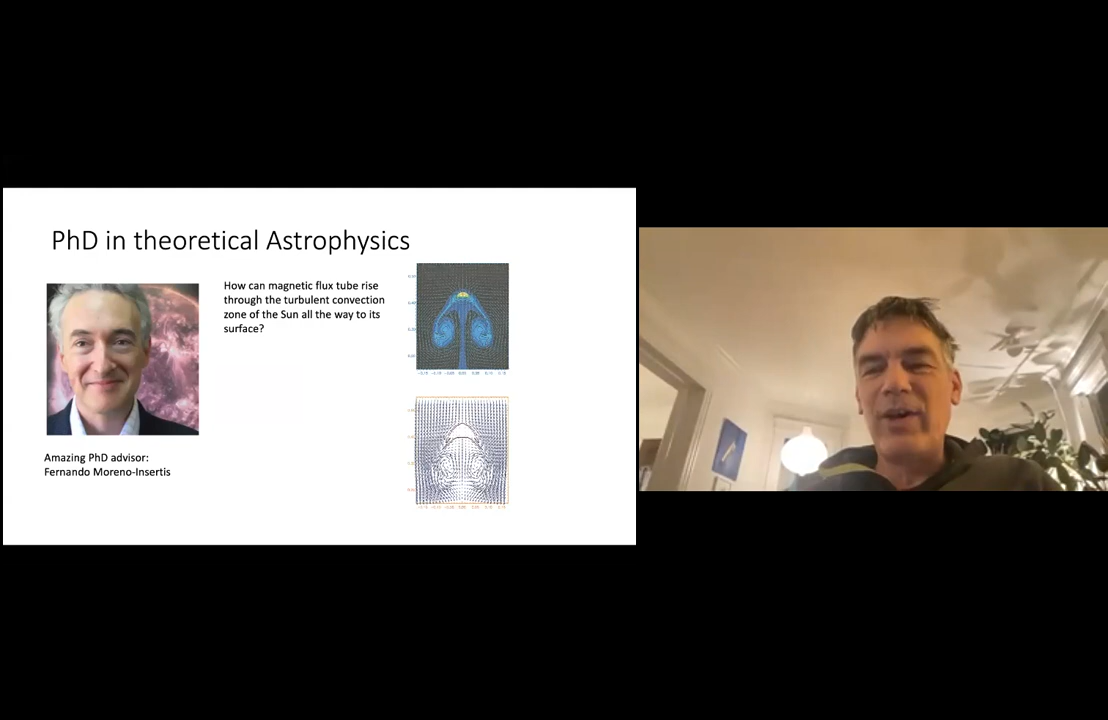 PhD in theoretical Astrophysics
How can magnetic flux tube rise
through the turbulent convection
zone of the Sun all the way to its
surface?
Amazing PhD advisor:
Fernando Moreno-Insertis